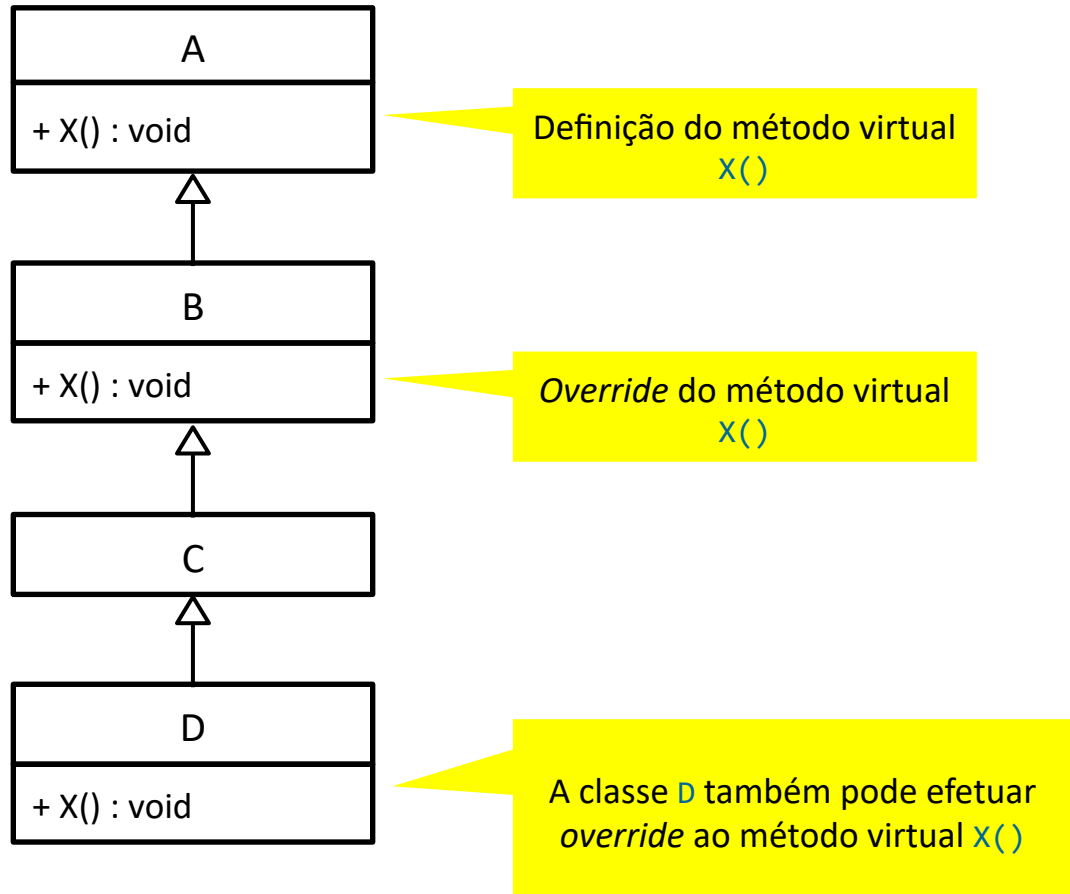 A
+ X() : void
Definição do método virtual
X()
B
+ X() : void
Override do método virtual
X()
C
D
+ X() : void
A classe D também pode efetuar
override ao método virtual X()